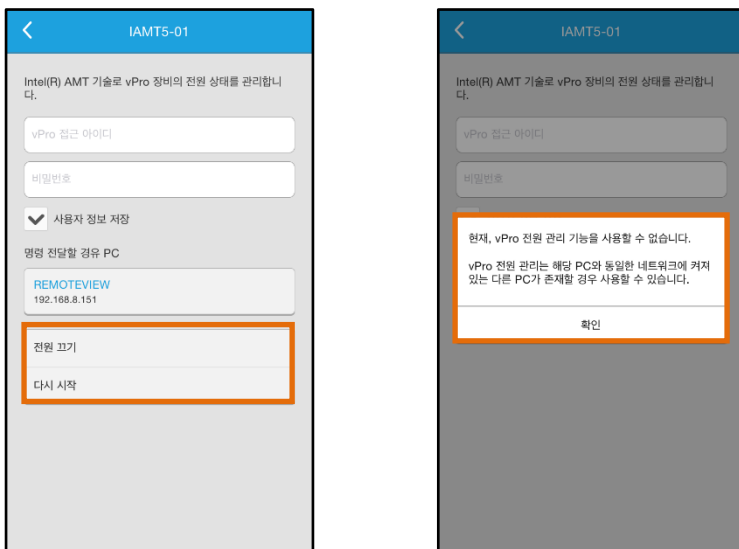 IAMT5-01
Intel(R) AMT 기술로 vPro 장비의 전원 상태를 관리합니
다.
vPro 접근 아이디
비밀번호
사용자 정보 저장
명령 전달할 경유 PC
REMOTEVIEW
192.168.8.151
전원 끄기
다시 시작
IAMT5-01
Intel(R) AMT 기술로 vPro 장비의 전원 상태를 관리합니
다.
vPro 접근 아이디
비밀번호
현재, vPro 전원 관리 기능을 사용할 수 없습니다.
vPro 전원 관리는 해당 PC와 동일한 네트워크에 켜져
있는 다른 PC가 존재할 경우 사용할 수 있습니다.
확인